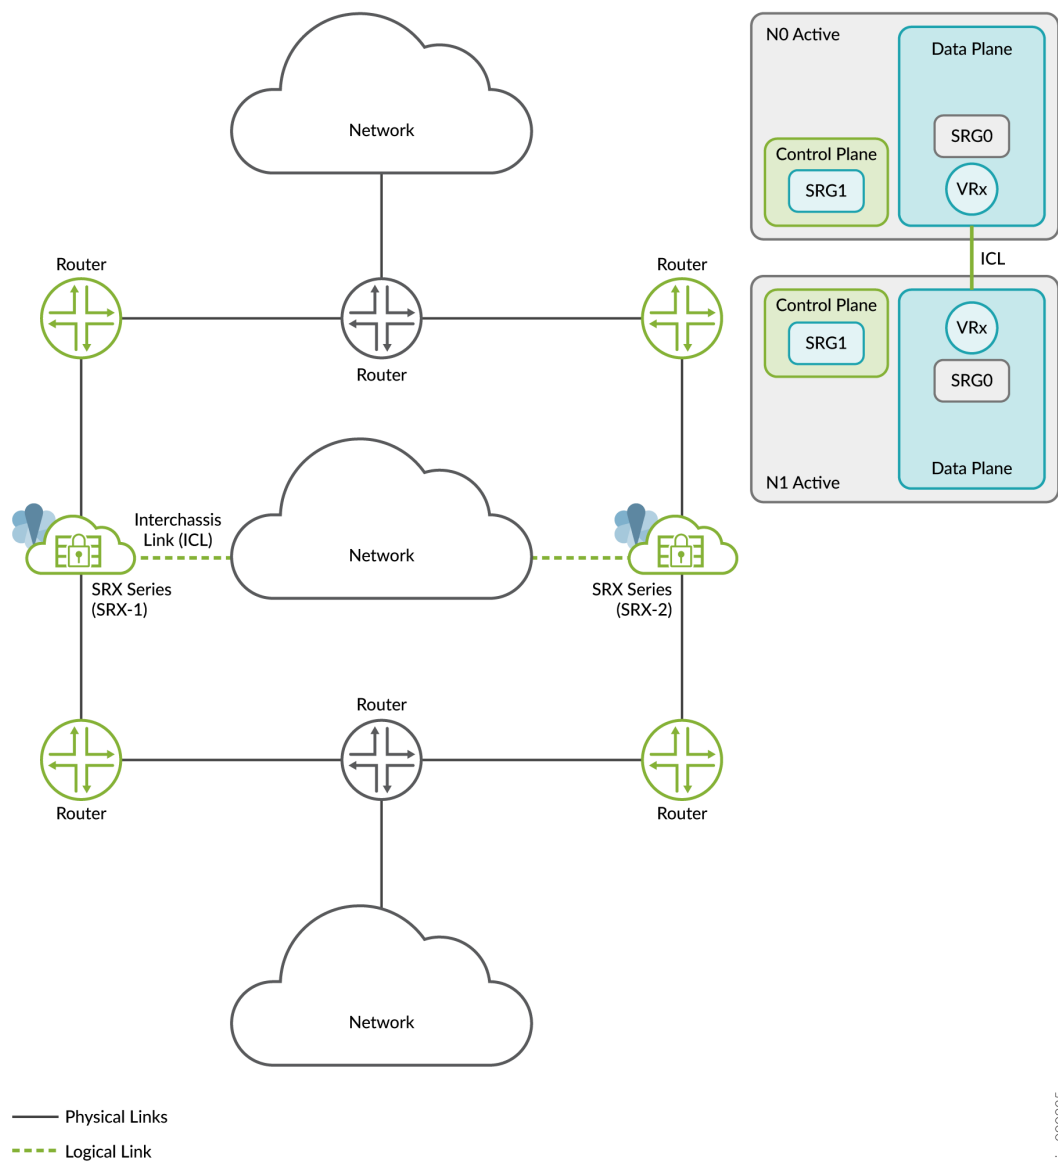 Network
N0 Active
Data Plane
SRG0
Control Plane
SRG1
VRx
ICL
Router
Router
Router
N1 Active
Control Plane
SRG1
VRx
SRG0
Data Plane
Interchassis
Link (ICL)
Network
SRX Series
(SRX-1)
SRX Series
(SRX-2)
Router
Router
Router
Network
Physical Links
Logical Link